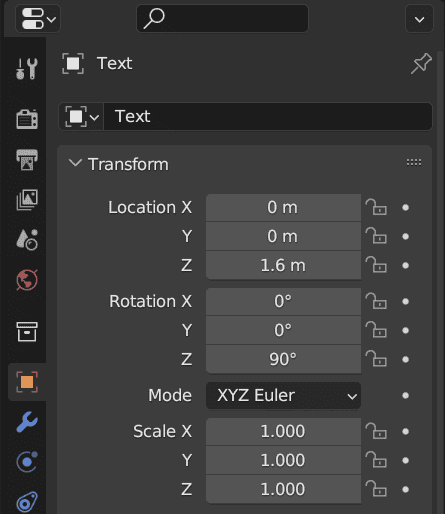 Text
Text
Transform
Location X 0 m
Y 0 m
Z 1.6 m
Rotation X 0°
Y 0°
Z 90°
Mode XYZ Euler
Scale X 1.000
Y 1.000
Z 1.000